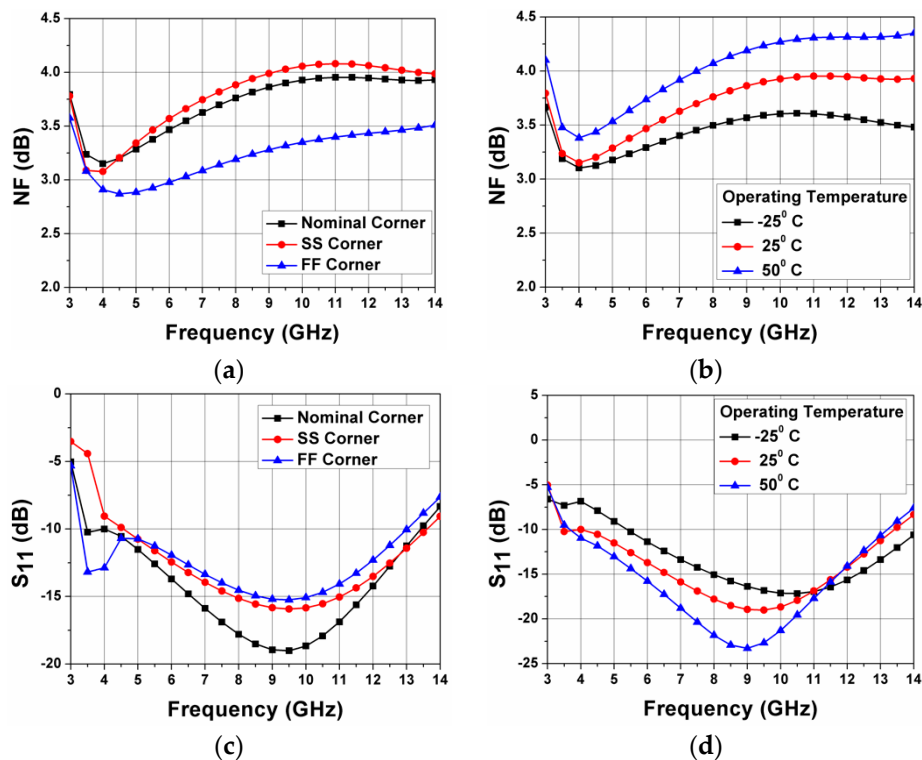 (a)
4.5
4.0
3.5
3.0
2.5
2.0
NF (dB)
Nominal Corner
SS Corner
FF Corner
3 4 5 6 7 8 9 10 11 12 13 14
Frequency (GHz)
(b)
4.5
4.0
3.5
3.0
2.5
2.0
NF (dB)
Operating Temperature
-25⁰ C
25⁰ C
50⁰ C
3 4 5 6 7 8 9 10 11 12 13 14
Frequency (GHz)
(c)
0
-5
-10
-15
-20
S₁₁ (dB)
Nominal Corner
SS Corner
FF Corner
3 4 5 6 7 8 9 10 11 12 13 14
Frequency (GHz)
(d)
5
0
-5
-10
-15
-20
-25
S₁₁ (dB)
Operating Temperature
-25⁰ C
25⁰ C
50⁰ C
3 4 5 6 7 8 9 10 11 12 13 14
Frequency (GHz)